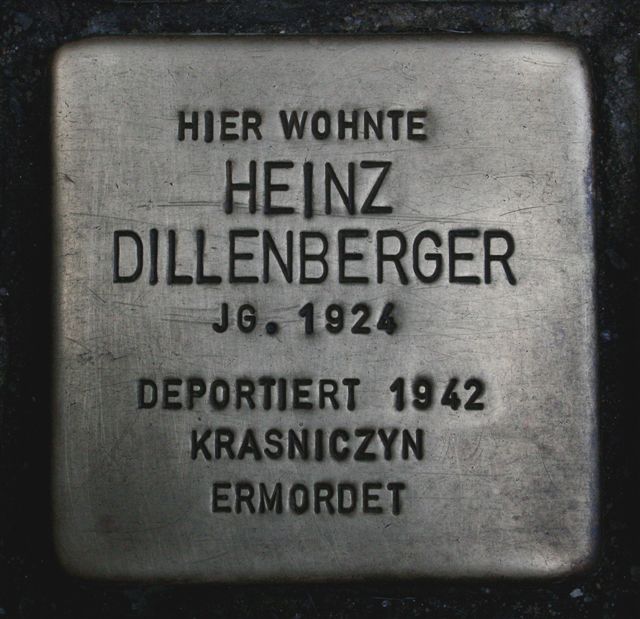 HIER WOHNTE
HEINZ
DILLENBERGER
JG. 1924
DEPORTIERT 1942
KRASNICZYN
ERMORDET